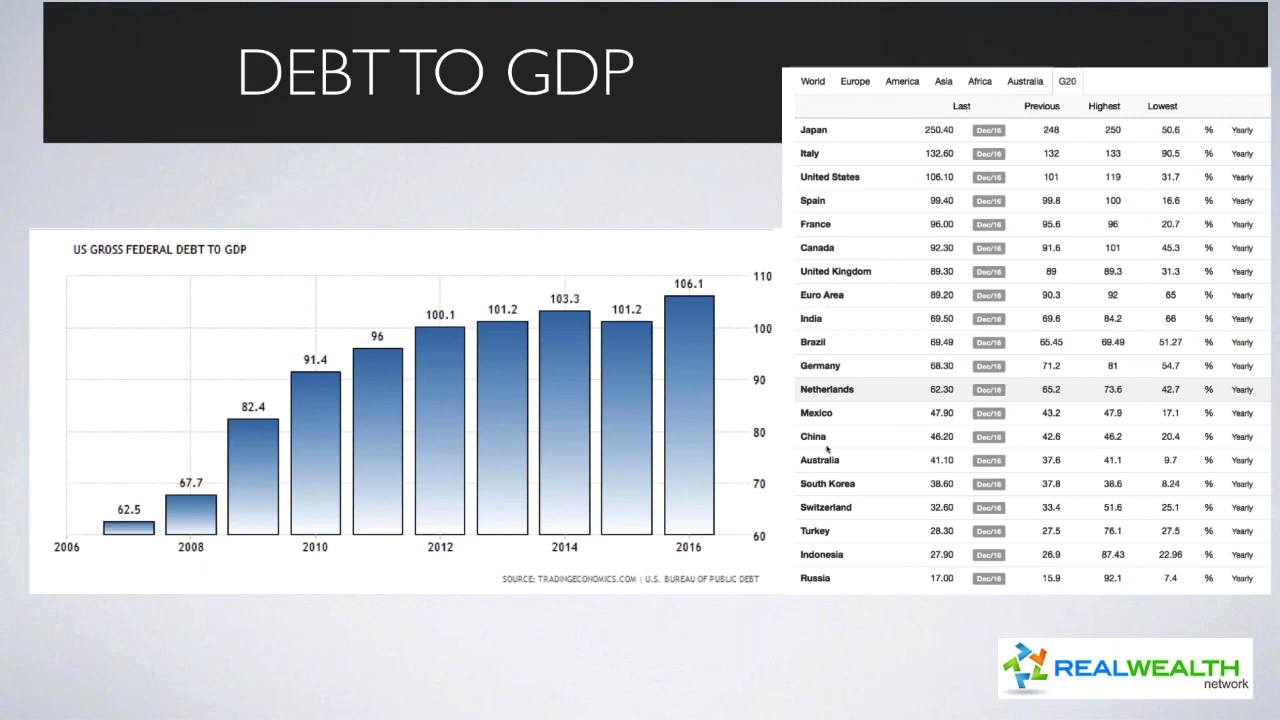 DEBT TO GDP
US GROSS FEDERAL DEBT TO GDP
110
100
90
80
70
60
62.5
67.7
82.4
91.4
96
100.1
101.2
103.3
101.2
106.1
2006 2008 2010 2012 2014 2016
SOURCE: TRADINGECONOMICS.COM | U.S. BUREAU OF PUBLIC DEBT
World Europe America Asia Africa Australia G20
Last Previous Highest Lowest
Japan 250.40 Dec/16 248 250 50.6 % Yearly
Italy 132.60 Dec/16 132 133 90.5 % Yearly
United States 106.10 Dec/16 101 119 31.7 % Yearly
Spain 99.40 Dec/16 99.8 100 16.6 % Yearly
France 96.00 Dec/16 95.6 96 20.7 % Yearly
Canada 92.30 Dec/16 91.6 101 45.3 % Yearly
United Kingdom 89.30 Dec/16 89 89.3 31.3 % Yearly
Euro Area 89.20 Dec/16 90.3 92 65 % Yearly
India 69.50 Dec/16 69.6 84.2 66 % Yearly
Brazil 69.49 Dec/16 65.45 69.49 51.27 % Yearly
Germany 68.30 Dec/16 71.2 81 54.7 % Yearly
Netherlands 62.30 Dec/16 65.2 73.6 42.7 % Yearly
Mexico 47.90 Dec/16 43.2 47.9 17.1 % Yearly
China 46.20 Dec/16 42.6 46.2 20.4 % Yearly
Australia 41.10 Dec/16 37.6 41.1 9.7 % Yearly
South Korea 38.60 Dec/16 37.8 38.6 8.24 % Yearly
Switzerland 32.60 Dec/16 33.4 51.6 25.1 % Yearly
Turkey 28.30 Dec/16 27.5 76.1 27.5 % Yearly
Indonesia 27.90 Dec/16 26.9 87.43 22.96 % Yearly
Russia 17.00 Dec/16 15.9 92.1 7.4 % Yearly
REALWEALTH
network